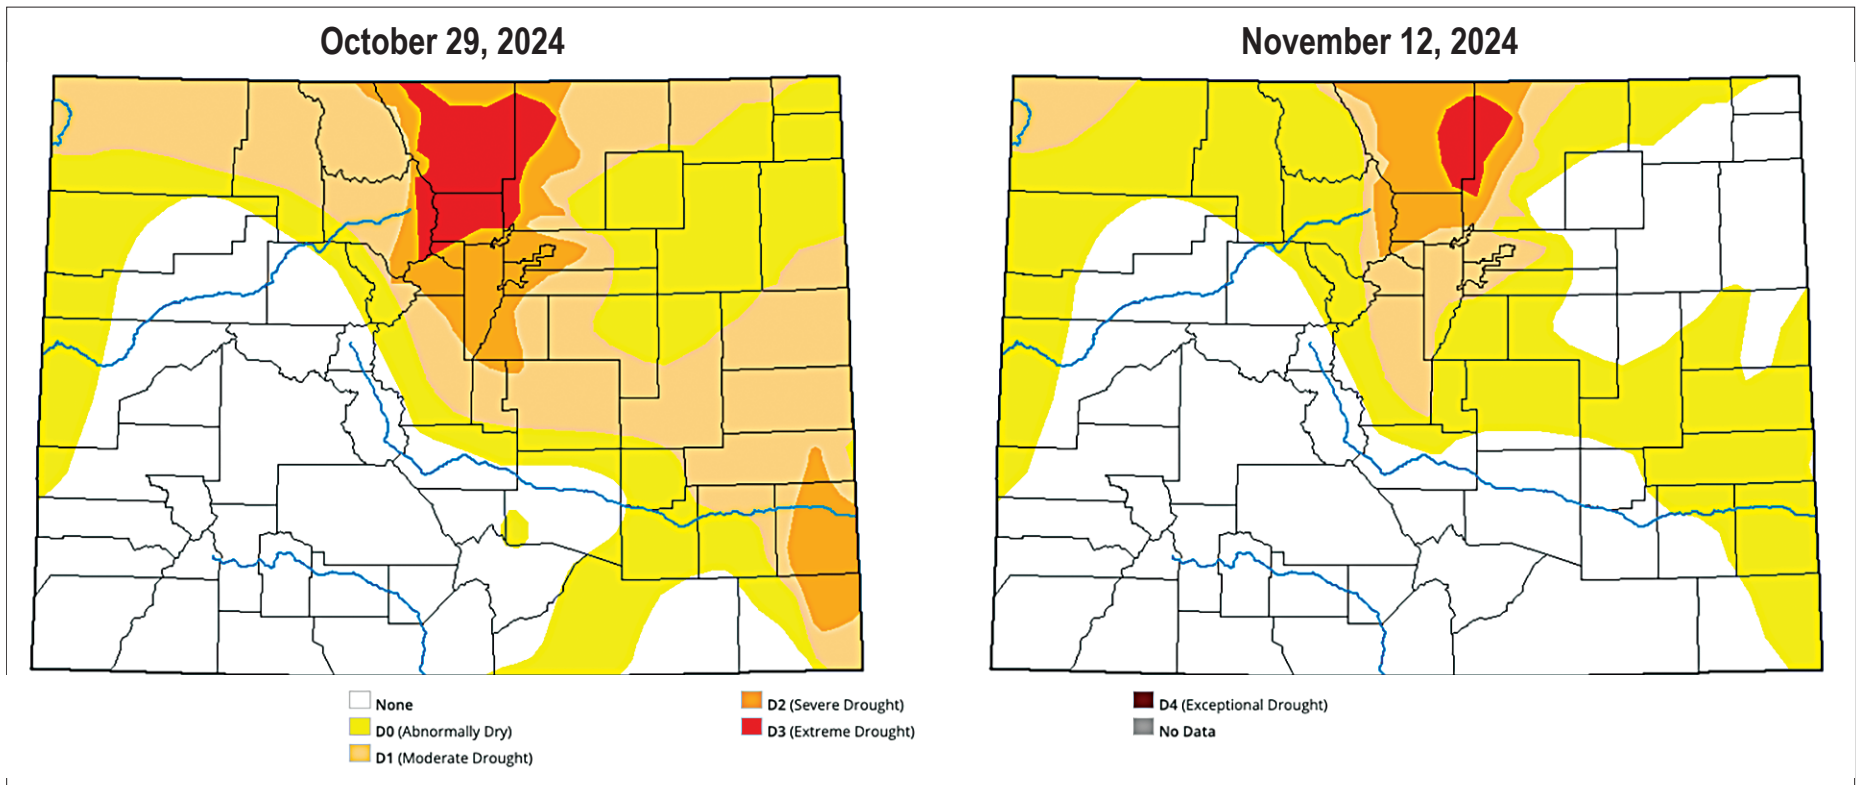 October 29, 2024
November 12, 2024
None
D0 (Abnormally Dry)
D1 (Moderate Drought)
D2 (Severe Drought)
D3 (Extreme Drought)
D4 (Exceptional Drought)
No Data